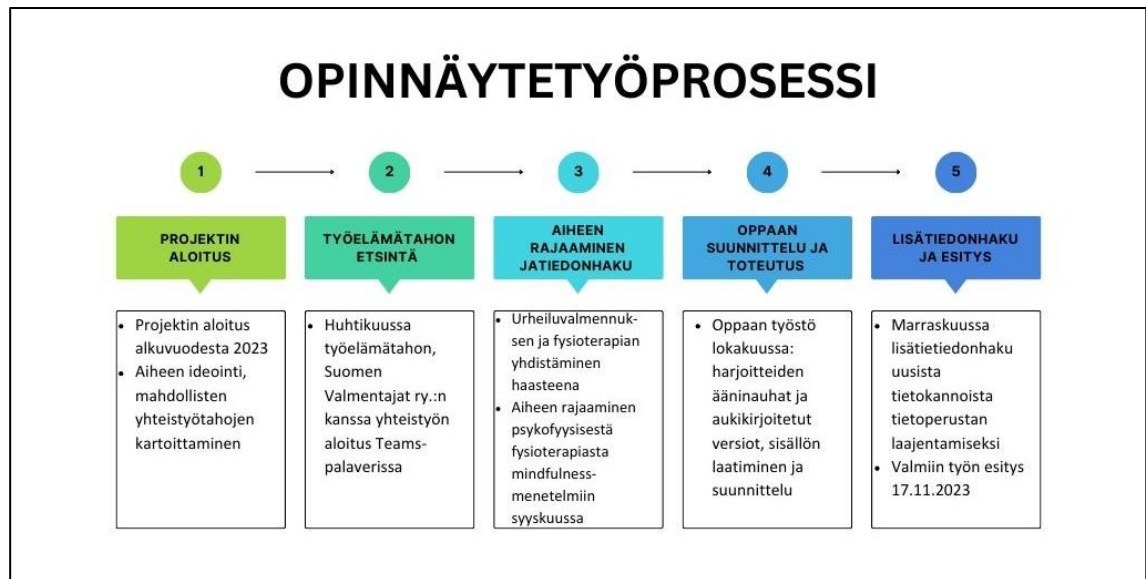 OPINNÄYTETYÖPROSESSI
1
2
3
4
5
PROJEKTIN
ALOITUS
TYÖELÄMÄTAHON
ETSINTÄ
AIHEEN
RAJAAMINEN
JATIEDONHAKU
OPPAAN
SUUNNITTELU JA
TOTEUTUS
LISÄTIEDONHAKU
JA ESITYS
• Projektin aloitus
alkuvuodesta 2023
• Aiheen ideointi,
mahdollisten
yhteistyötahojen
kartoittaminen
• Huhtikuussa
työelämätahon,
Suomen
Valmentajat ry.:n
kanssa yhteistyön
aloitus Teams-
palaverissa
• Urheiluvalmennuk-
sen ja fysioterapian
yhdistäminen
haasteena
• Aiheen rajaaminen
psykofyysisestä
fysioterapiasta
mindfulness-
menetelmiin
syyskuussa
• Oppaan työstö
lokakuussa:
harjoitteiden
ääninauhat ja
aukikirjoitetut
versiot, sisällön
laatiminen ja
suunnittelu
• Marraskuussa
lisätietiedonhaku
uusista
tietokannoista
tietoperustan
laajentamiseksi
• Valmiin työn esitys
17.11.2023